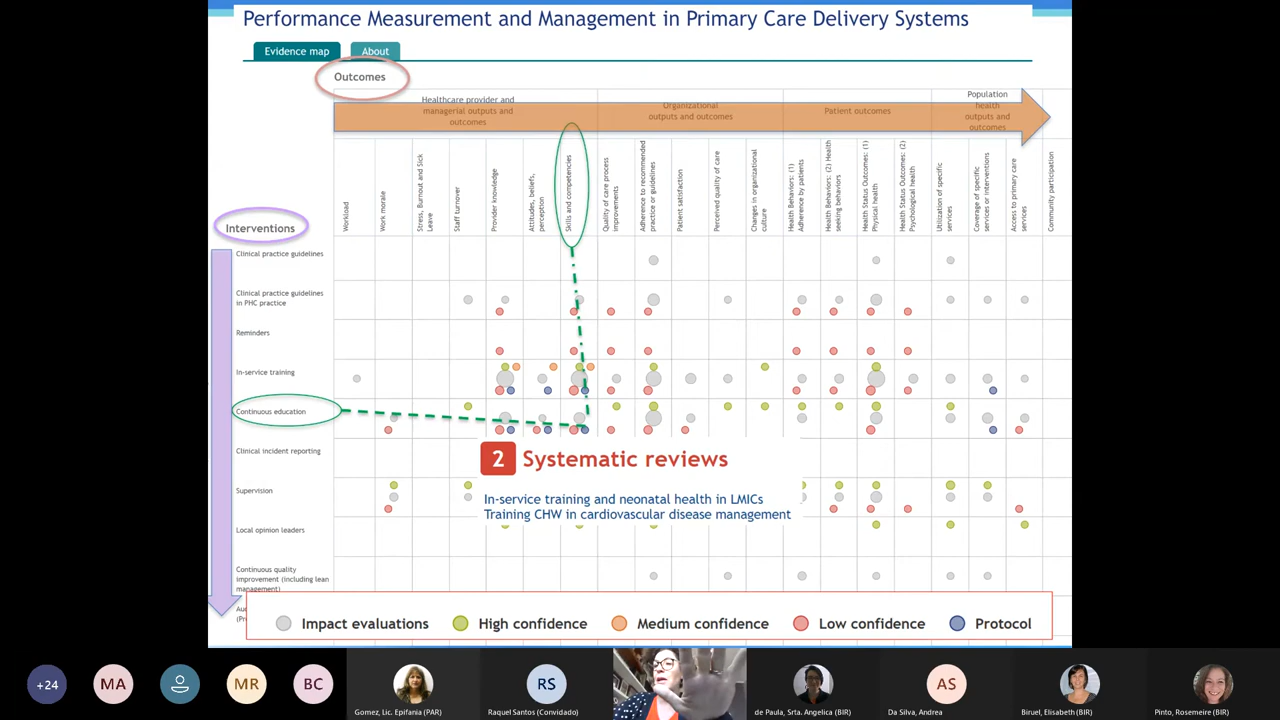 Performance Measurement and Management in Primary Care Delivery Systems
Evidence map
About
Outcomes
Healthcare provider and
managerial outputs and
outcomes
Organizational
outputs and outcomes
Patient outcomes
Population
health
outputs and
outcomes
Workload
Work morale
Stress, Burnout and Sick
Leave
Staff turnover
Provider knowledge
Attitudes, beliefs,
perception
Skills and competencies
Quality of care process
improvements
Adherence to recommended
practice or guidelines
Patient satisfaction
Perceived quality of care
Changes in organizational
culture
Health Behaviors: (1)
Adherence by patients
Health Behaviors: (2) Health
seeking behaviors
Health Status Outcomes: (1)
Physical health
Health Status Outcomes: (2)
Psychological health
Utilization of specific
services
Coverage of specific
services or interventions
Access to primary care
services
Community participation
Interventions
Clinical practice guidelines
Clinical practice guidelines
in PHC practice
Reminders
In-service training
Continuous education
Clinical incident reporting
Supervision
Local opinion leaders
Continuous quality
improvement (including lean
management)
2 Systematic reviews
In-service training and neonatal health in LMICs
Training CHW in cardiovascular disease management
Impact evaluations
High confidence
Medium confidence
Low confidence
Protocol
+24
MA
MR
BC
Gomez, Lic. Epifania (PAR)
RS
Raquel Santos (Convidado)
de Paula, Srta. Angelica (BIR)
AS
Da Silva, Andrea
Biruel, Elisabeth (BIR)
Pinto, Rosemeire (BIR)